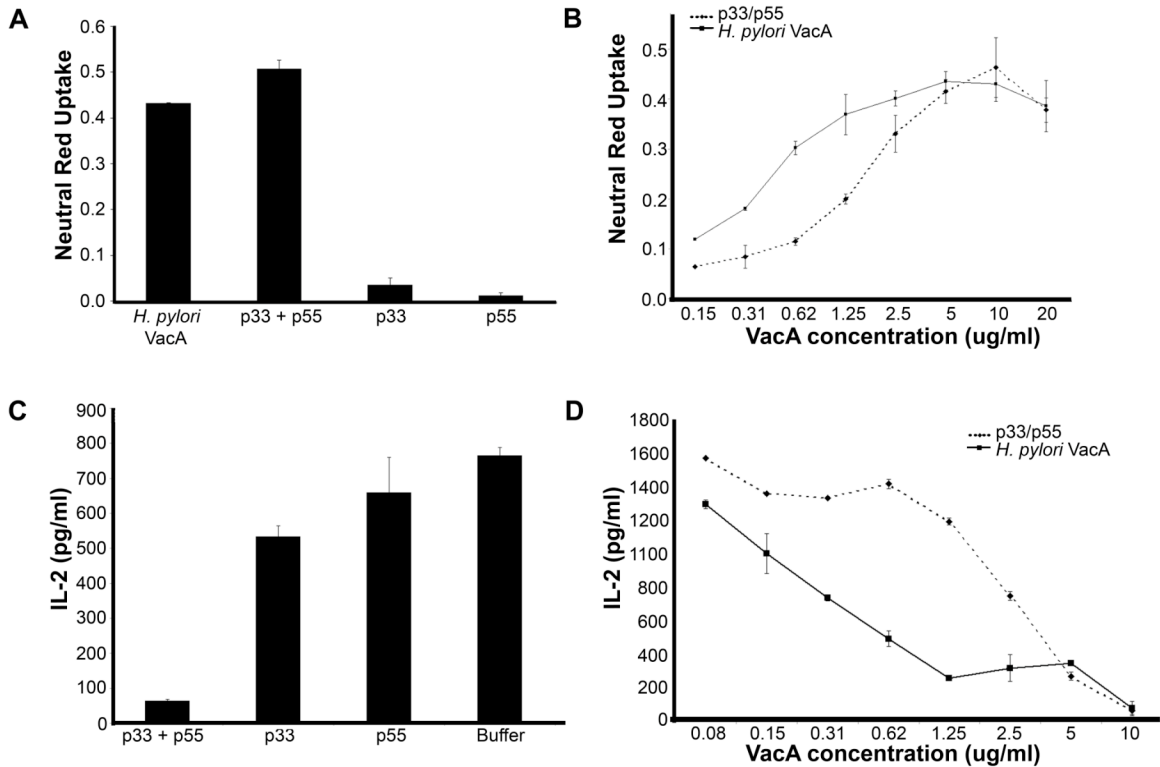 A
Neutral Red Uptake
0.6
0.5
0.4
0.3
0.2
0.1
0.0
H. pylori
VacA
p33 + p55
p33
p55
B
p33/p55
H. pylori VacA
Neutral Red Uptake
0.5
0.4
0.3
0.2
0.1
0.0
0.15
0.31
0.62
1.25
2.5
5
10
20
VacA concentration (ug/ml)
C
IL-2 (pg/ml)
900
800
700
600
500
400
300
200
100
0
p33 + p55
p33
p55
Buffer
D
p33/p55
H. pylori VacA
IL-2 (pg/ml)
1800
1600
1400
1200
1100
800
600
400
200
0
0.08
0.15
0.31
0.62
1.25
2.5
5
10
VacA concentration (ug/ml)